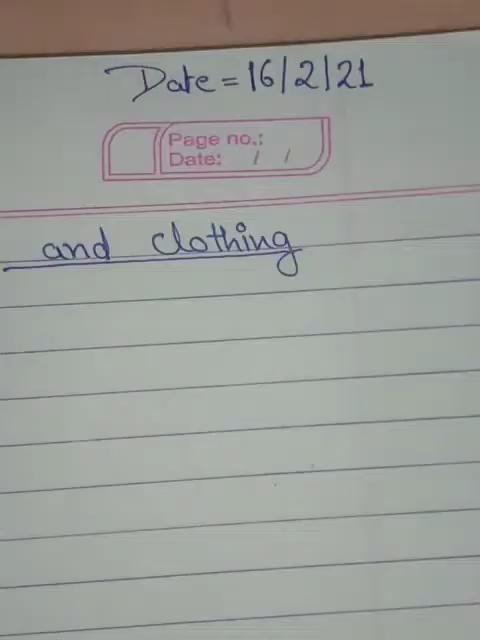 Date = 16/2/21
Page no.:
Date: / /
and clothing